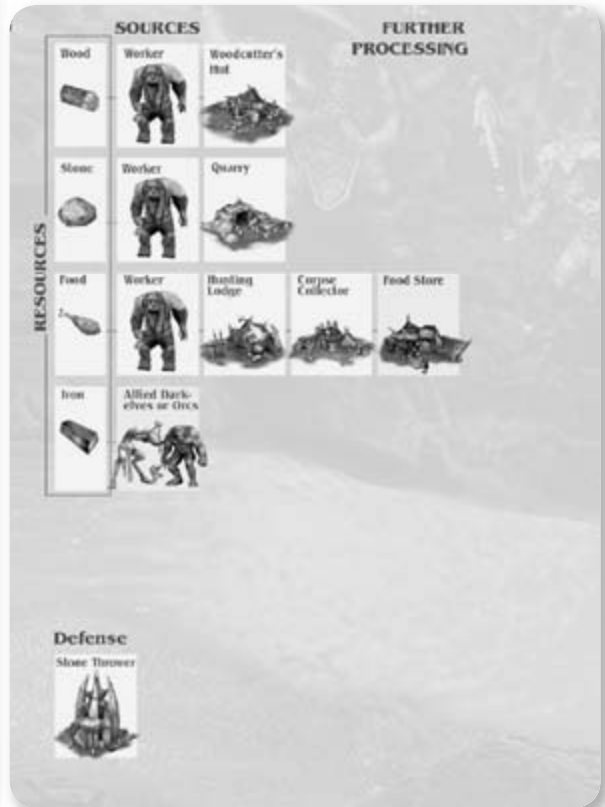 SOURCES
FURTHER
PROCESSING
RESOURCES
Wood
Worker
Woodcutter's
Hut
Stone
Worker
Quarry
Food
Worker
Hunting
Lodge
Corpse
Collector
Food Store
Iron
Allied Dark-
elves or Orcs
Defense
Stone Thrower